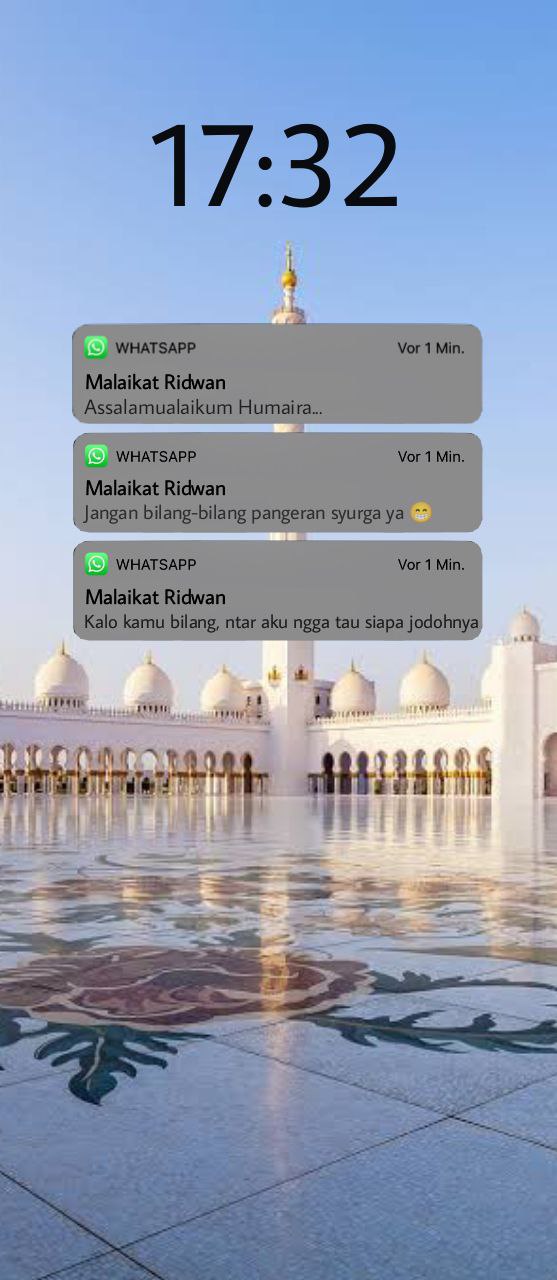 17:32
WHATSAPP Vor 1 Min.
Malaikat Ridwan
Assalamualaikum Humaira...
WHATSAPP Vor 1 Min.
Malaikat Ridwan
Jangan bilang-bilang pangeran syurga ya 😁
WHATSAPP Vor 1 Min.
Malaikat Ridwan
Kalo kamu bilang, ntar aku ngga tau siapa jodohnya